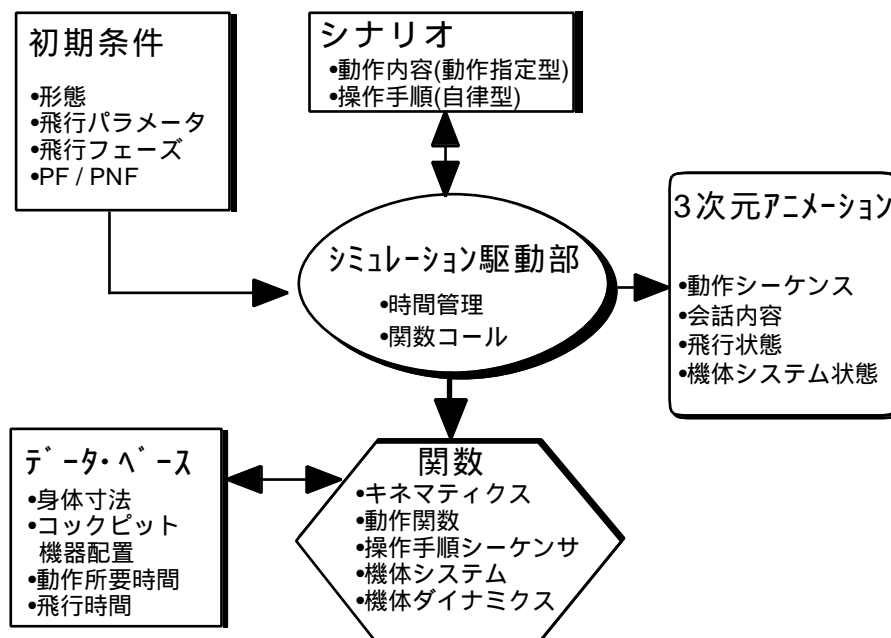 初期条件
•形態
•飛行パラメータ
•飛行フェーズ
•PF / PNF
シナリオ
•動作内容(動作指定型)
•操作手順(自律型)
シミュレーション駆動部
•時間管理
•関数コール
3次元アニメーション
•動作シーケンス
•会話内容
•飛行状態
•機体システム状態
データ・ベース
•身体寸法
•コックピット
機器配置
•動作所要時間
•飛行時間
関数
•キネマティクス
•動作関数
•操作手順シーケンサ
•機体システム
•機体ダイナミクス